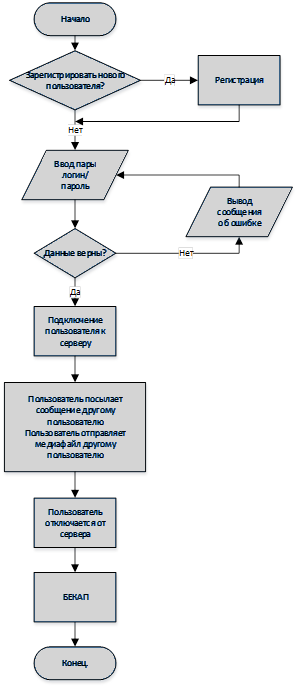 Начало
Зарегистрировать нового
пользователя?
Да
Регистрация
Нет
Ввод пары
логин/
пароль
Вывод
сообщения
об ошибке
Данные верны?
Нет
Да
Подключение
пользователя к
серверу
Пользователь посылает
сообщение другому
пользователю
Пользователь отправляет
медиафайл другому
пользователю
Пользователь
отключается от
сервера
БЕКАП
Конец.